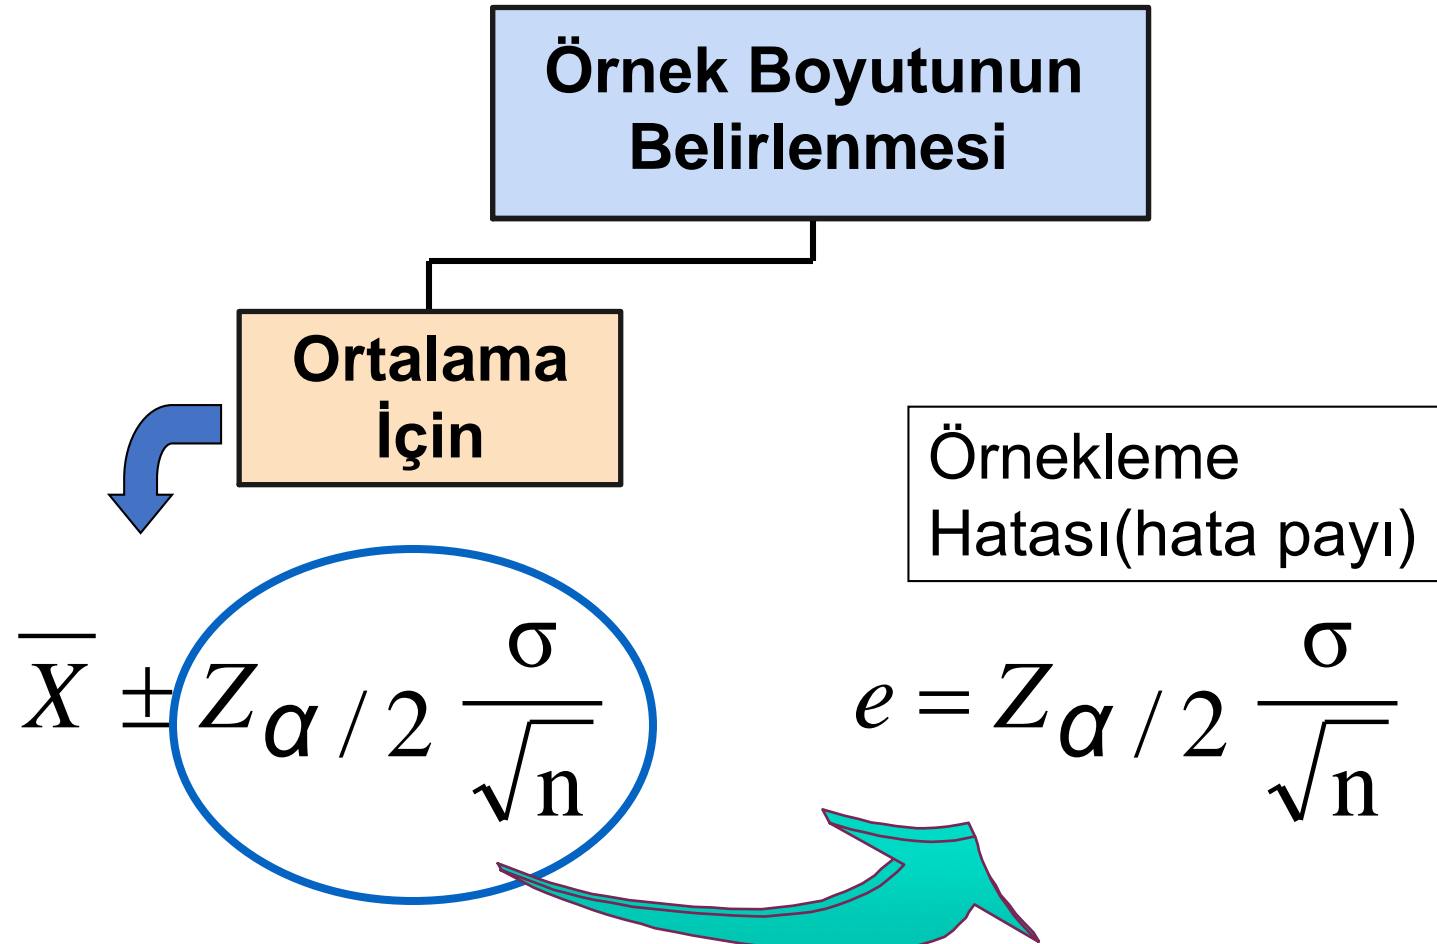 Örnek Boyutunun
Belirlenmesi
Ortalama
İçin
Örnekleme
Hatası(hata payı)
X̅ ± Zα / 2 σ / √n
e = Zα / 2 σ / √n